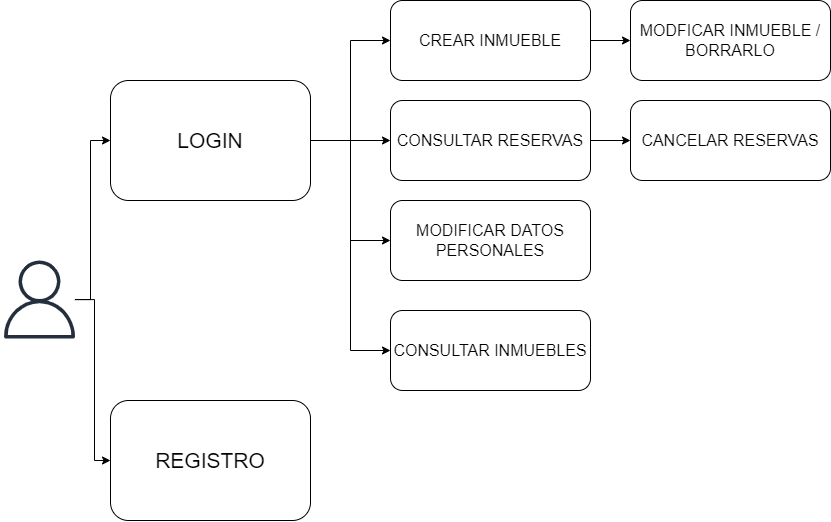 CREAR INMUEBLE
MODFICAR INMUEBLE /
BORRARLO
LOGIN
CONSULTAR RESERVAS
CANCELAR RESERVAS
MODIFICAR DATOS
PERSONALES
CONSULTAR INMUEBLES
REGISTRO